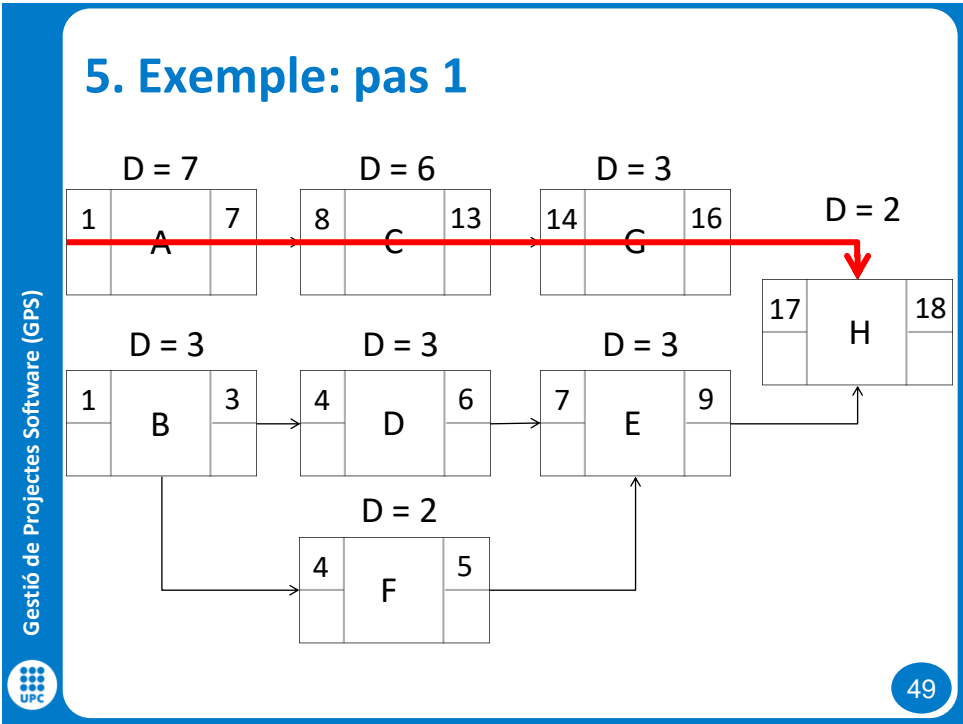 5. Exemple: pas 1
D = 7
D = 6
D = 3
D = 2
1
A
7
8
C
13
14
G
16
17
H
18
D = 3
D = 3
D = 3
1
B
3
4
D
6
7
E
9
D = 2
4
F
5
Gestió de Projectes Software (GPS)
UPC
49